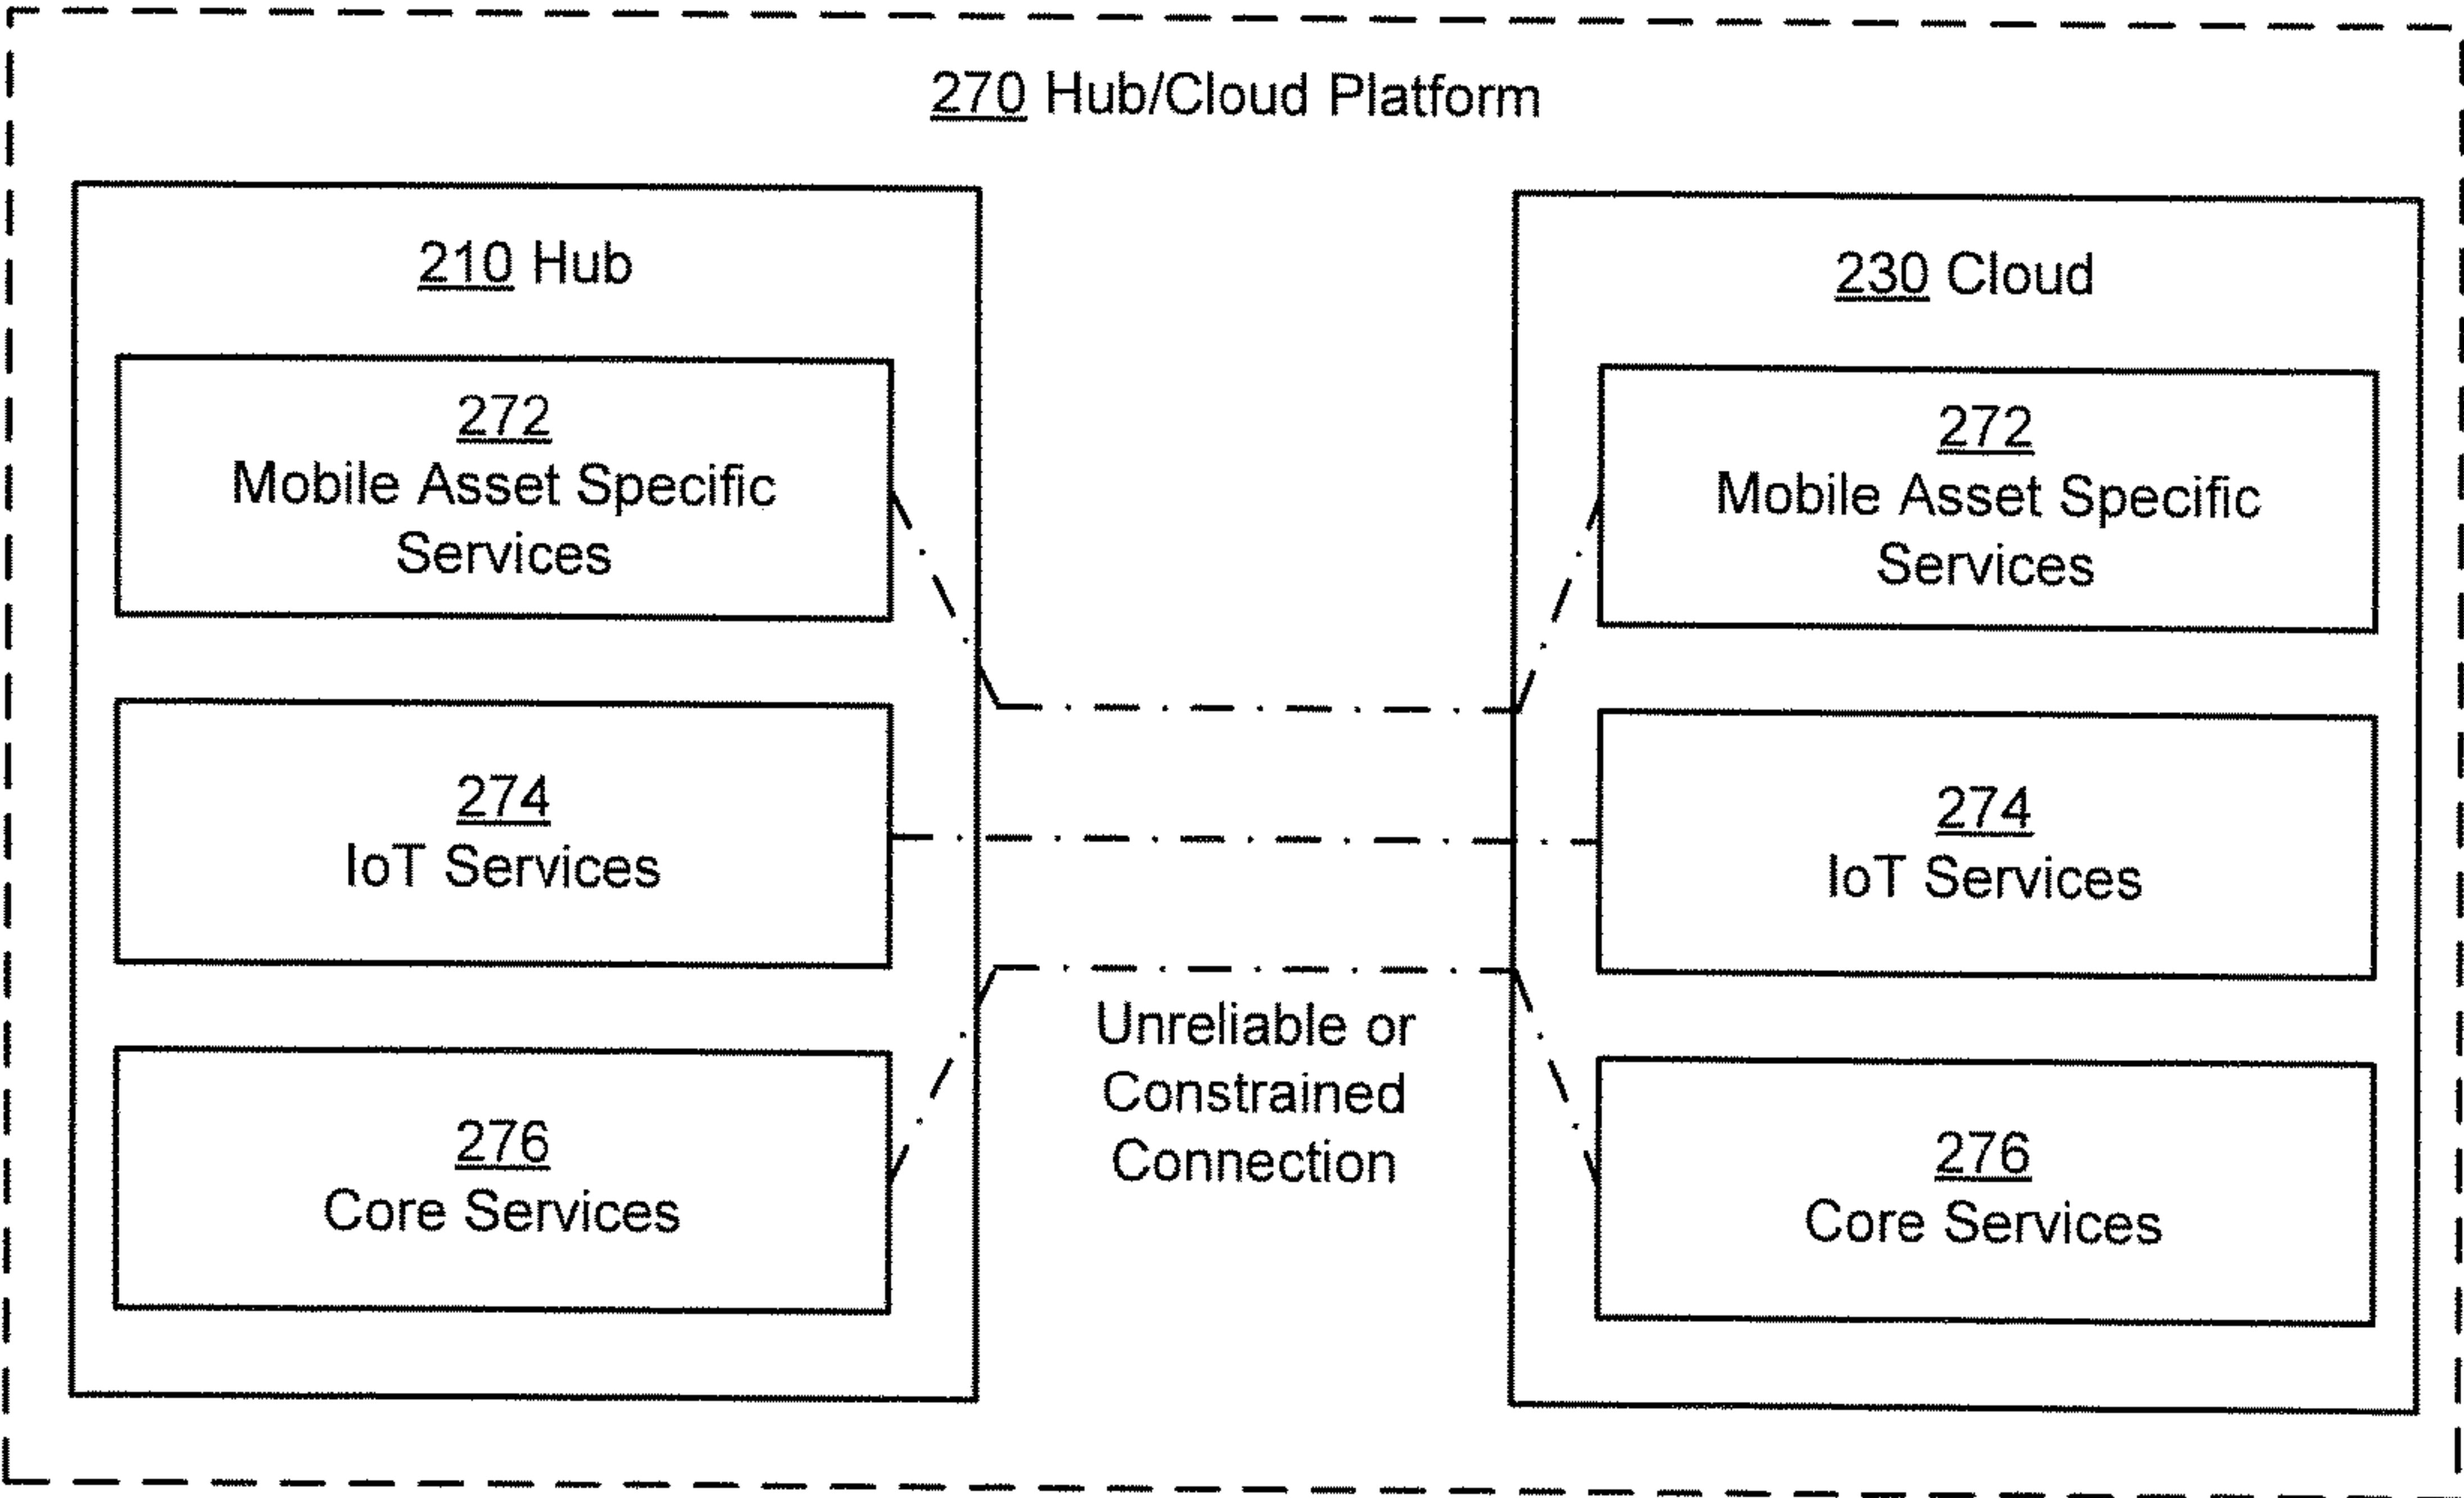 270 Hub/Cloud Platform
210 Hub
272
Mobile Asset Specific
Services
274
IoT Services
276
Core Services
Unreliable or
Constrained
Connection
230 Cloud
272
Mobile Asset Specific
Services
274
IoT Services
276
Core Services